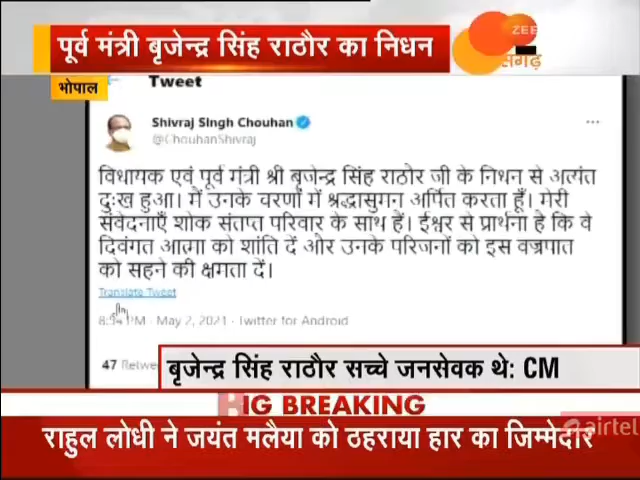 पूर्व मंत्री बृजेन्द्र सिंह राठौर का निधन
ZEE
भोपाल
Tweet
Shivraj Singh Chouhan
@ChouhanShivraj
विधायक एवं पूर्व मंत्री श्री बृजेन्द्र सिंह राठौर जी के निधन से अत्यंत
दुःख हुआ। मैं उनके चरणों में श्रद्धासुमन अर्पित करता हूँ। मेरी
संवेदनाएँ शोक संतप्त परिवार के साथ हैं। ईश्वर से प्रार्थना है कि वे
दिवंगत आत्मा को शांति दें और उनके परिजनों को इस वज्रपात
को सहने की क्षमता दें।
Translate Tweet
PM · May 2, 2021 · Twitter for Android
47
बृजेन्द्र सिंह राठौर सच्चे जनसेवक थे: CM
BREAKING
राहुल लोधी ने जयंत मलैया को ठहराया हार का जिम्मेदार
airtel